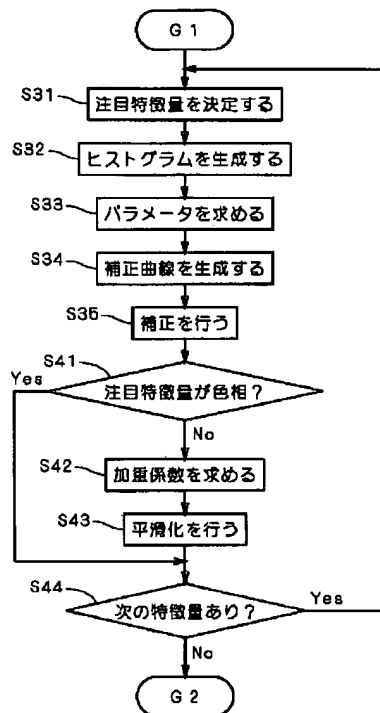 G1
S31
注目特徴量を決定する
S32
ヒストグラムを生成する
S33
パラメータを求める
S34
補正曲線を生成する
S35
補正を行う
S41
Yes
注目特徴量が色相?
No
S42
加重係数を求める
S43
平滑化を行う
S44
次の特徴量あり?
Yes
No
G2